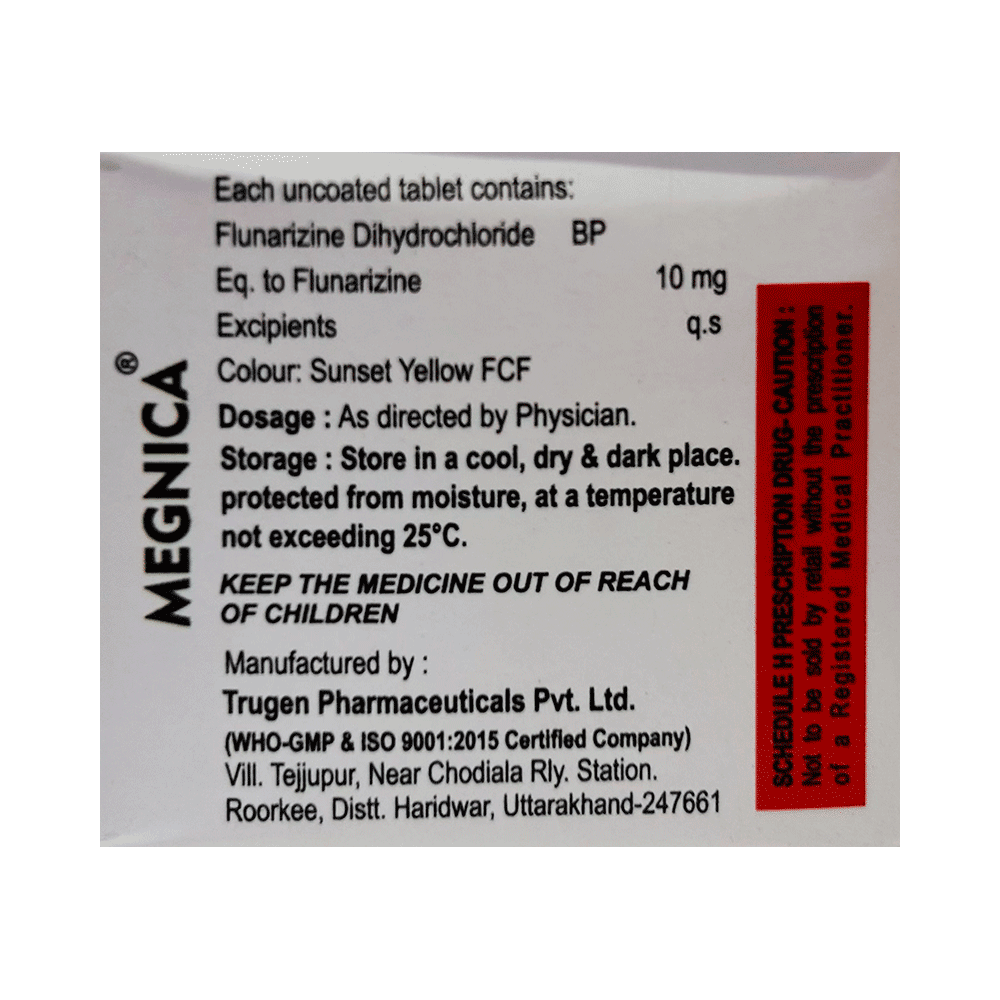 MEGNICA®
Each uncoated tablet contains:
Flunarizine Dihydrochloride BP
Eq. to Flunarizine 10 mg
Excipients q.s
Colour: Sunset Yellow FCF
Dosage : As directed by Physician.
Storage : Store in a cool, dry & dark place.
protected from moisture, at a temperature
not exceeding 25°C.
KEEP THE MEDICINE OUT OF REACH
OF CHILDREN
Manufactured by :
Trugen Pharmaceuticals Pvt. Ltd.
(WHO-GMP & ISO 9001:2015 Certified Company)
Vill. Tejjupur, Near Chodiala Rly. Station.
Roorkee, Distt. Haridwar, Uttarakhand-247661
SCHEDULE H PRESCRIPTION DRUG- CAUTION :
Not to be sold by retail without the prescription
of a Registered Medical Practitioner.